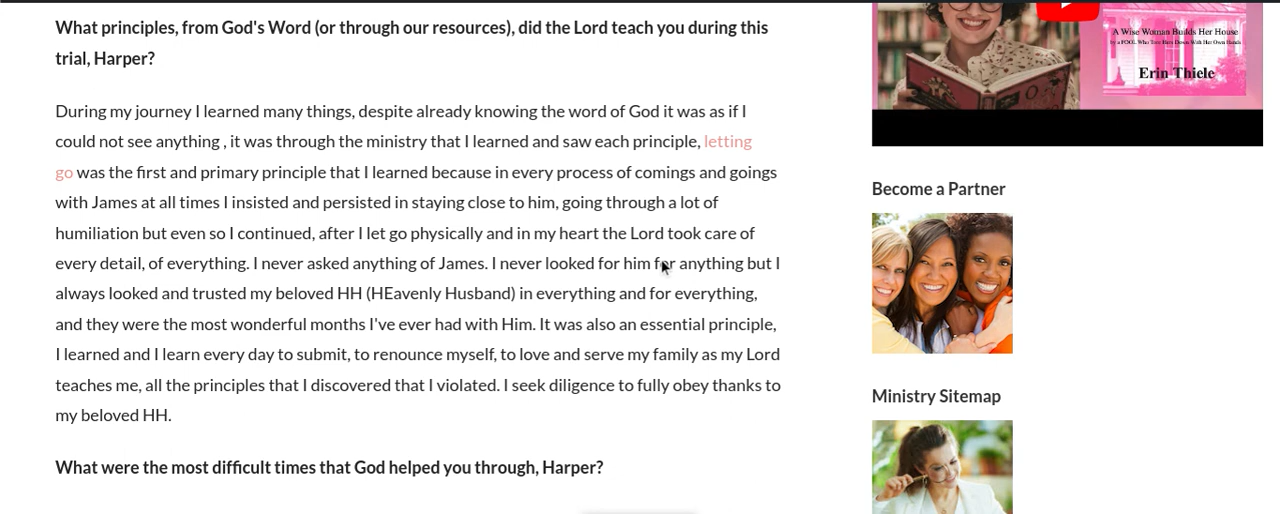 What principles, from God's Word (or through our resources), did the Lord teach you during this
trial, Harper?
During my journey I learned many things, despite already knowing the word of God it was as if I
could not see anything , it was through the ministry that I learned and saw each principle, letting
go was the first and primary principle that I learned because in every process of comings and goings
with James at all times I insisted and persisted in staying close to him, going through a lot of
humiliation but even so I continued, after I let go physically and in my heart the Lord took care of
every detail, of everything. I never asked anything of James. I never looked for him for anything but I
always looked and trusted my beloved HH (HEavenly Husband) in everything and for everything,
and they were the most wonderful months I've ever had with Him. It was also an essential principle,
I learned and I learn every day to submit, to renounce myself, to love and serve my family as my Lord
teaches me, all the principles that I discovered that I violated. I seek diligence to fully obey thanks to
my beloved HH.
What were the most difficult times that God helped you through, Harper?
A Wise Woman Builds Her House
by a FOOL Who Tore Hers Down With Her Own Hands
Erin Thiele
Become a Partner
Ministry Sitemap